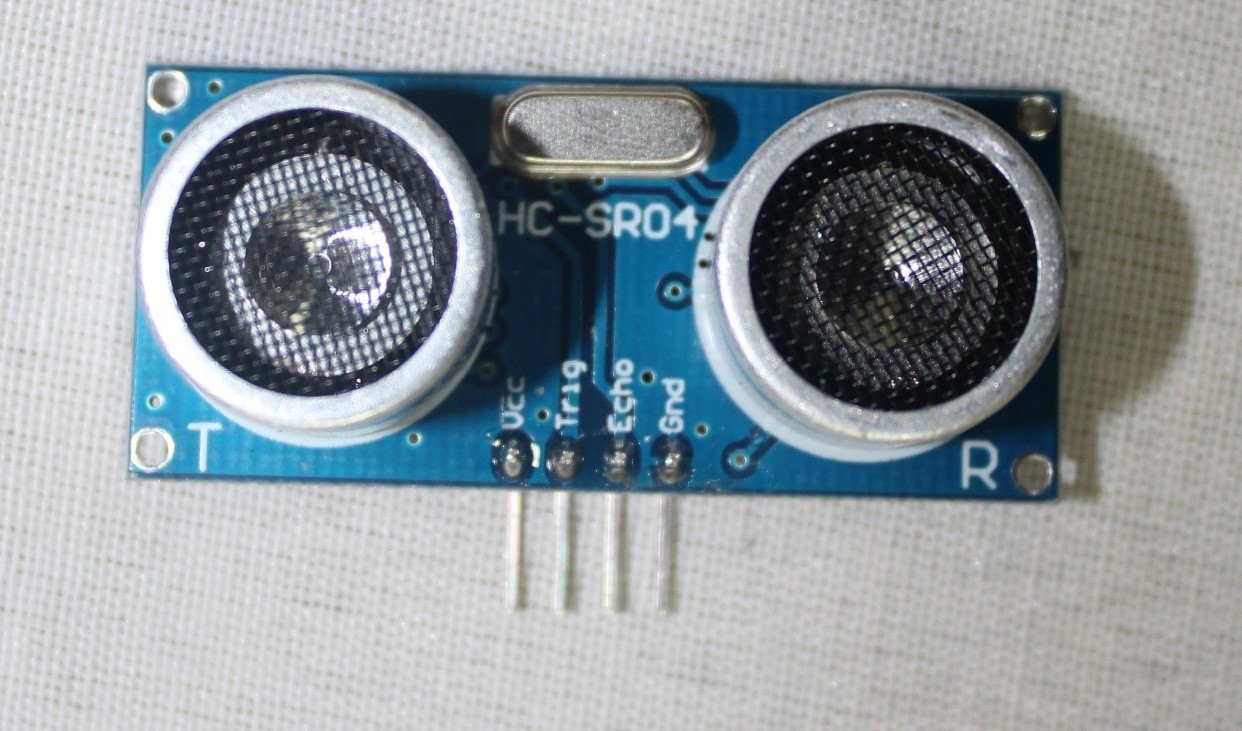 HC-SR04
Vcc
Trig
Echo
Gnd
T
R